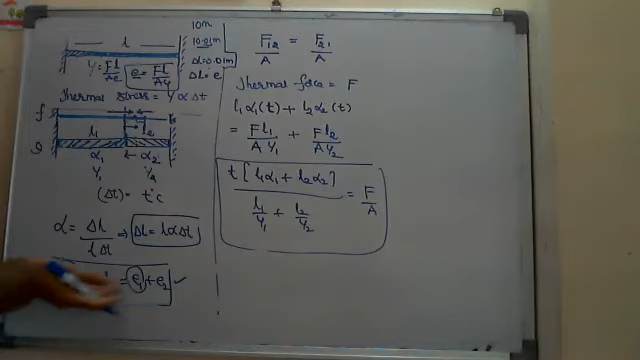 10m
l
10.01m
Δl=0.01m
Y = Fl/Ae
e = Fl/AY
Δl = e
Thermal stress = Y α Δt
l₁ l₂
α₁ α₂
Y₁ Y₂
(Δt) = t°C
α = Δl/lΔt ⇒ Δl = lαΔt
= e₁ + e₂ ✓
F₁₂/A = F₂₁/A
Thermal force = F
l₁α₁(t) + l₂α₂(t)
= Fl₁/AY₁ + Fl₂/AY₂
t[l₁α₁ + l₂α₂]/(l₁/Y₁ + l₂/Y₂) = F/A